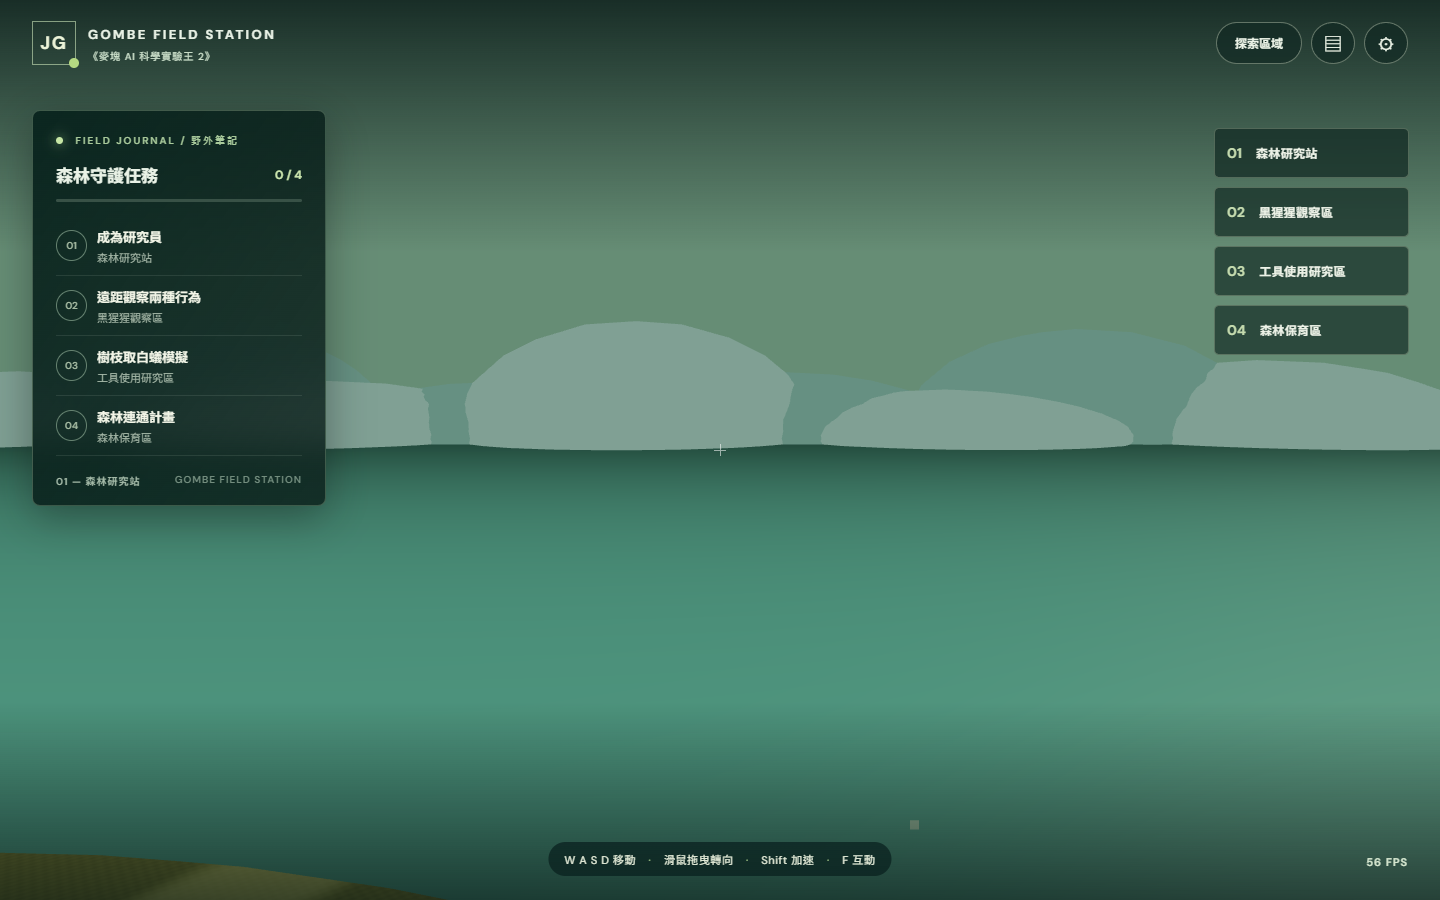 JG
GOMBE FIELD STATION
《麥塊 AI 科學實驗王 2》
探索區域
FIELD JOURNAL / 野外筆記
森林守護任務
0 / 4
01
成為研究員
森林研究站
02
遠距觀察兩種行為
黑猩猩觀察區
03
樹枝取白蟻模擬
工具使用研究區
04
森林連通計畫
森林保育區
01 — 森林研究站
GOMBE FIELD STATION
01 森林研究站
02 黑猩猩觀察區
03 工具使用研究區
04 森林保育區
W A S D 移動 · 滑鼠拖曳轉向 · Shift 加速 · F 互動
56 FPS